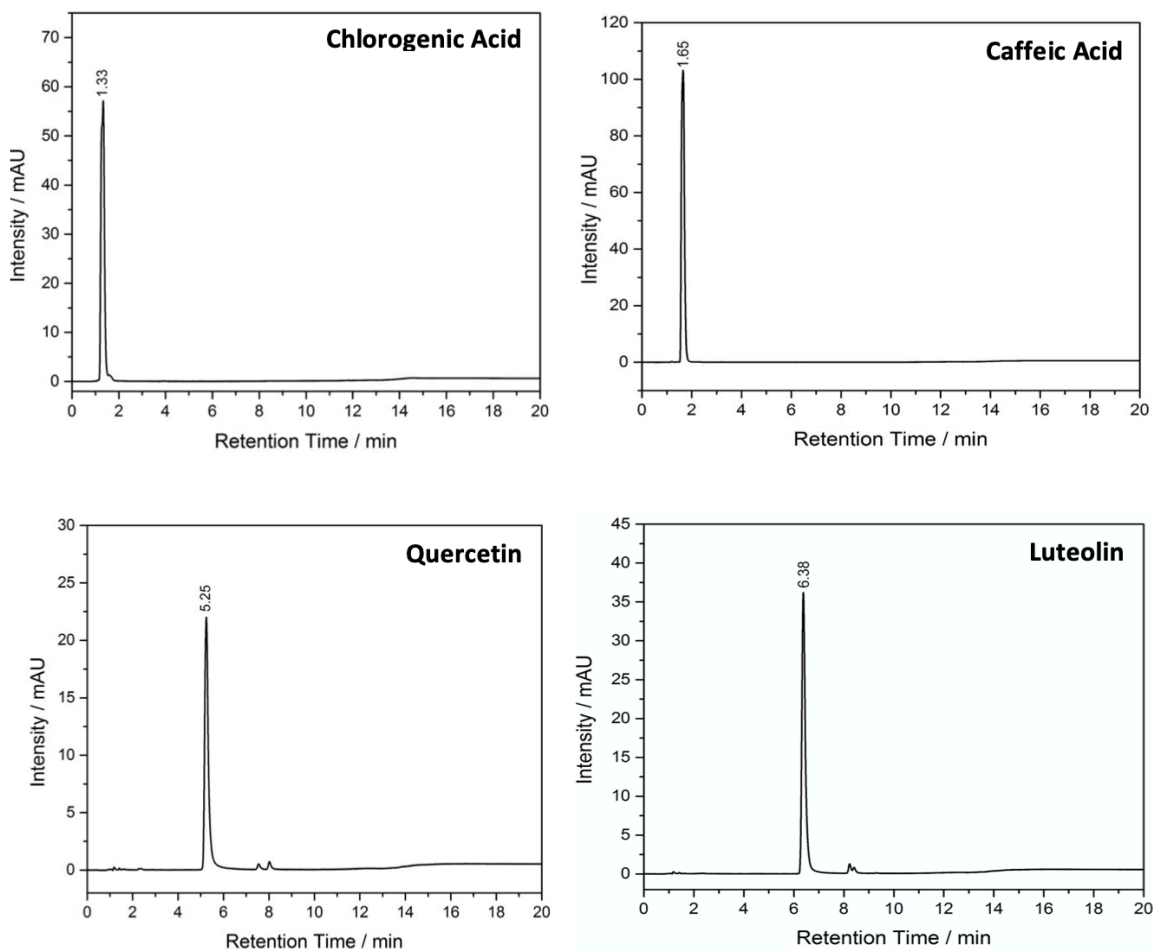 Chlorogenic Acid
1.33
70
60
50
40
30
20
10
0
Intensity / mAU
0 2 4 6 8 10 12 14 16 18 20
Retention Time / min
Caffeic Acid
1.65
120
100
80
60
40
20
0
Intensity / mAU
0 2 4 6 8 10 12 14 16 18 20
Retention Time / min
Quercetin
5.25
30
25
20
15
10
5
0
Intensity / mAU
0 2 4 6 8 10 12 14 16 18 20
Retention Time / min
Luteolin
6.38
45
40
35
30
25
20
15
10
5
0
Intensity / mAU
0 2 4 6 8 10 12 14 16 18 20
Retention Time / min